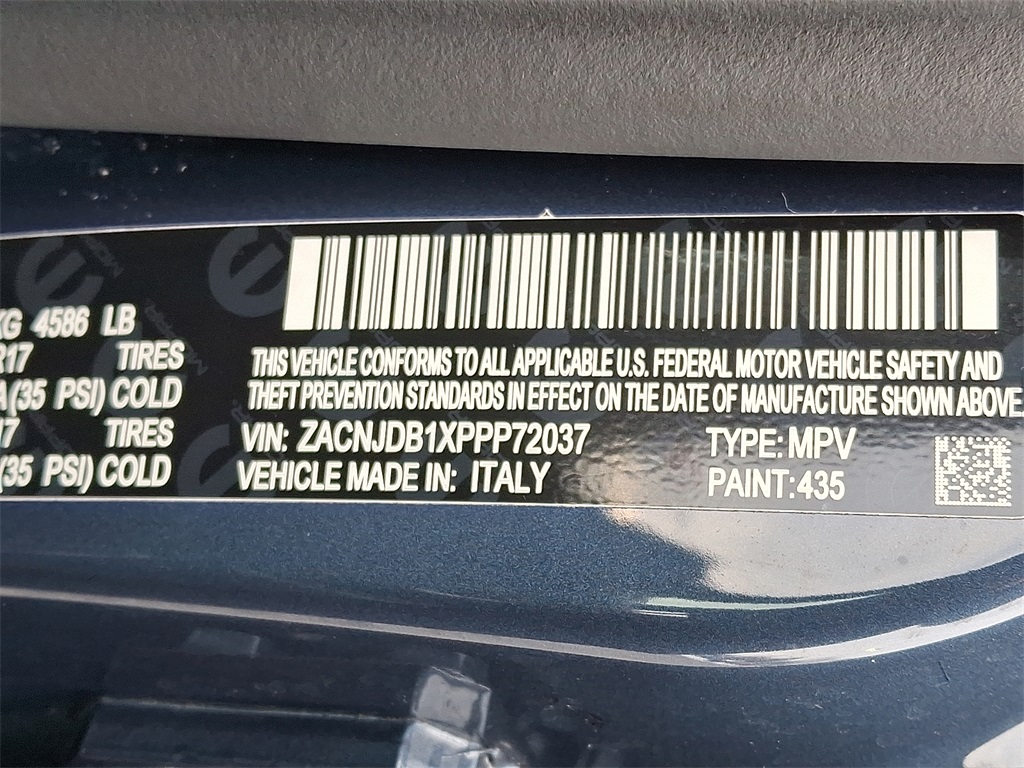 KG 4586 LB
R17 TIRES
(35 PSI) COLD
TIRES
(35 PSI) COLD
THIS VEHICLE CONFORMS TO ALL APPLICABLE U.S. FEDERAL MOTOR VEHICLE SAFETY AND
THEFT PREVENTION STANDARDS IN EFFECT ON THE DATE OF MANUFACTURE SHOWN ABOVE.
VIN: ZACNJDB1XPPP72037 TYPE: MPV
VEHICLE MADE IN: ITALY PAINT: 435